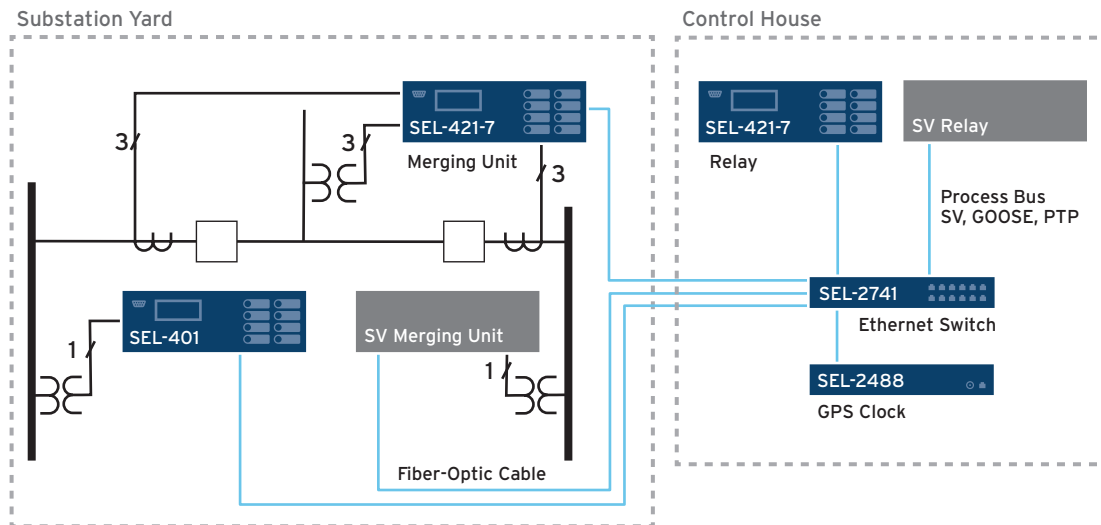 Substation Yard
Control House
SEL-421-7
Merging Unit
3
3
3
SEL-401
SV Merging Unit
1
1
Fiber-Optic Cable
SEL-421-7
Relay
SV Relay
Process Bus
SV, GOOSE, PTP
SEL-2741
Ethernet Switch
SEL-2488
GPS Clock